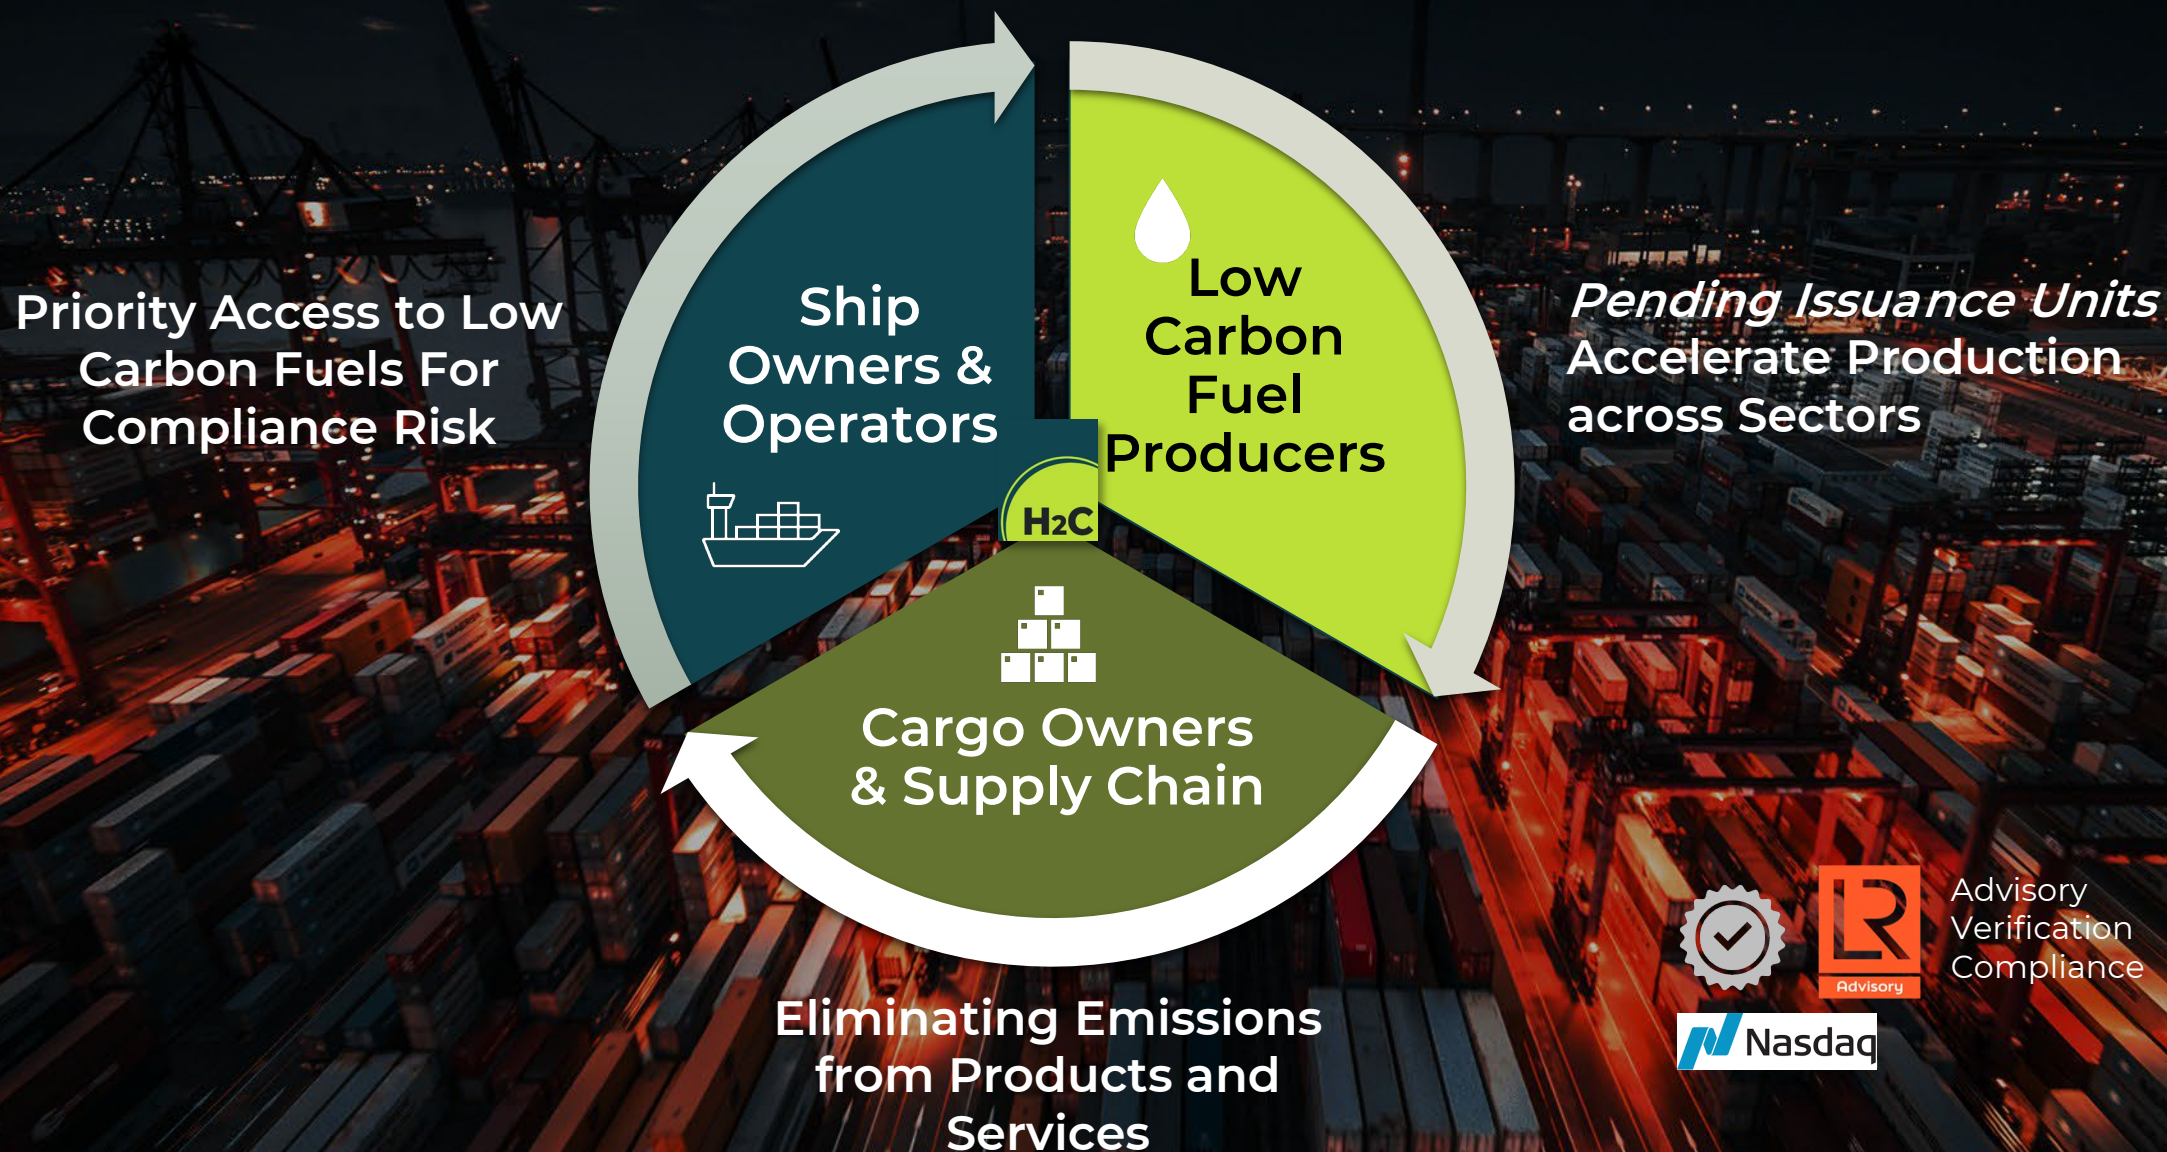 Priority Access to Low
Carbon Fuels For
Compliance Risk
Ship
Owners &
Operators
Low
Carbon
Fuel
Producers
Pending Issuance Units
Accelerate Production
across Sectors
H2C
Cargo Owners
& Supply Chain
Eliminating Emissions
from Products and
Services
LR
Advisory
Advisory
Verification
Compliance
Nasdaq